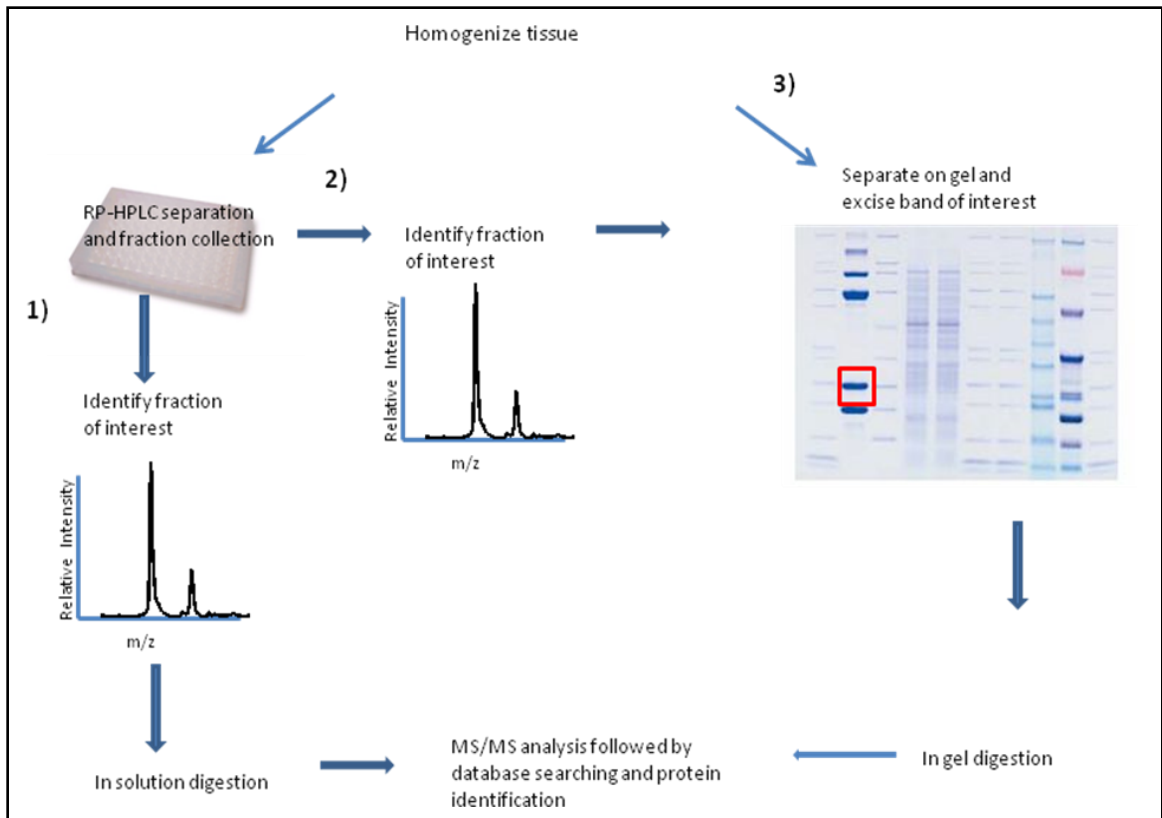 Homogenize tissue
3)
RP-HPLC separation
and fraction collection
2)
Identify fraction
of interest
Separate on gel and
excise band of interest
1)
Relative Intensity
m/z
Identify fraction
of interest
Relative Intensity
m/z
In solution digestion
MS/MS analysis followed by
database searching and protein
identification
In gel digestion